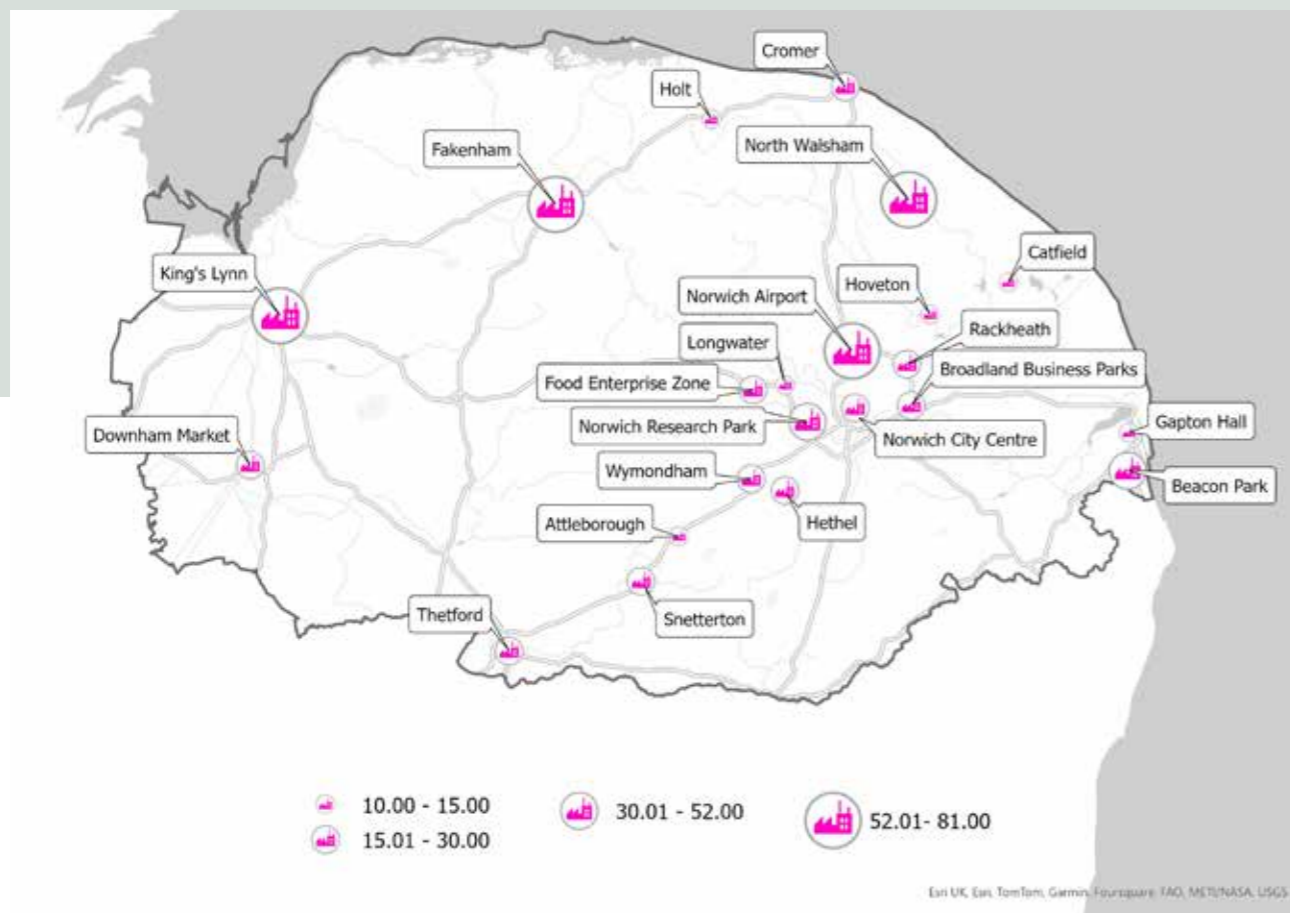 Cromer
Holt
North Walsham
Fakenham
Catfield
King's Lynn
Hoveton
Norwich Airport
Rackheath
Longwater
Broadland Business Parks
Food Enterprise Zone
Gapton Hall
Norwich Research Park
Downham Market
Norwich City Centre
Wymondham
Beacon Park
Attleborough
Hethel
Thetford
Snetterton
10.00 - 15.00
15.01 - 30.00
30.01 - 52.00
52.01- 81.00
Esri UK, Esri, TomTom, Garmin, Foursquare, FAO, METI/NASA, USGS